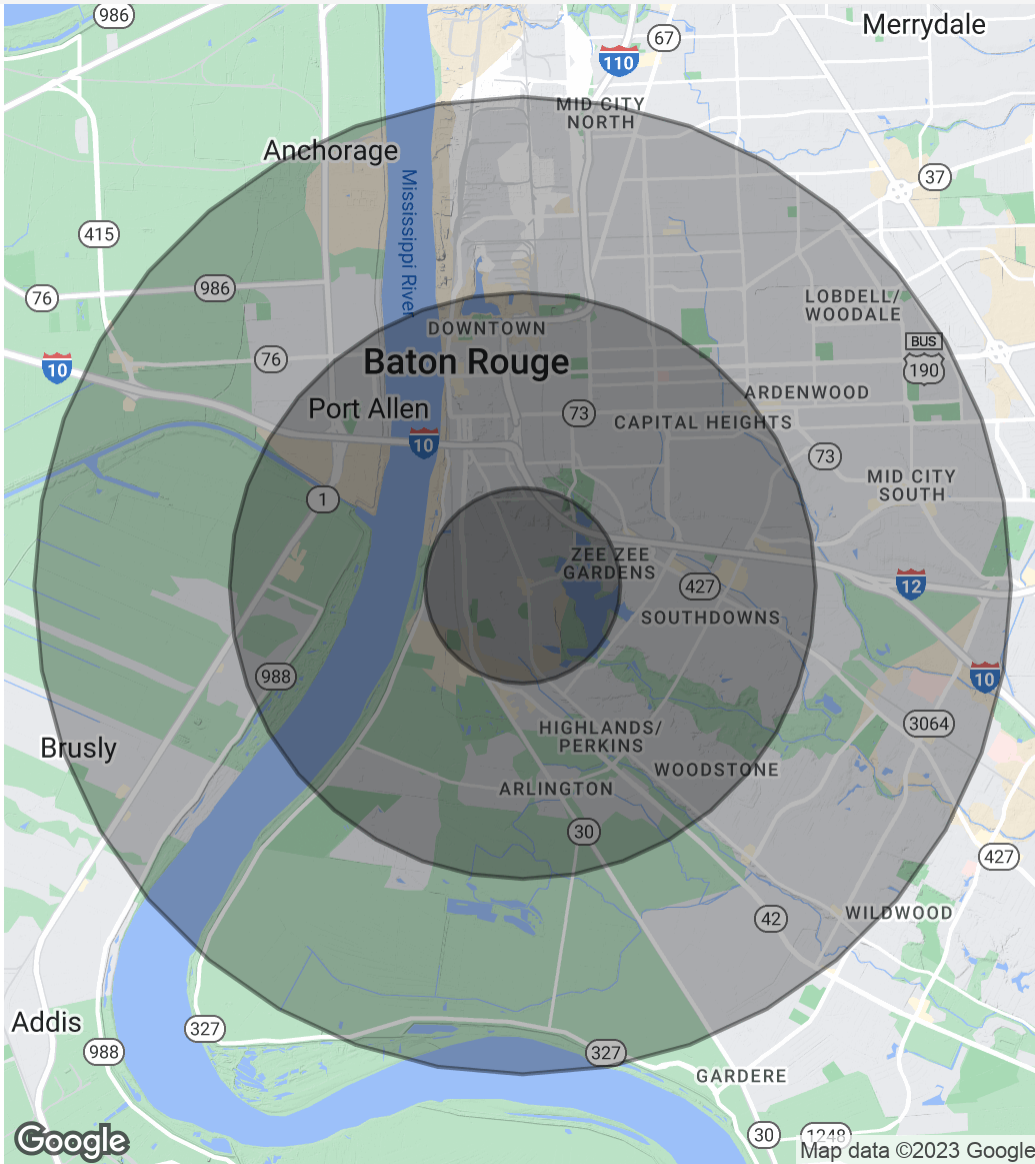 986
Merrydale
67
110
MID CITY
NORTH
Anchorage
37
Mississippi River
415
986
76
LOBDELL/
WOODALE
DOWNTOWN
BUS
190
76
Baton Rouge
10
ARDENWOOD
Port Allen
73
CAPITAL HEIGHTS
10
73
MID CITY
SOUTH
1
ZEE ZEE
GARDENS
427
12
SOUTHDOWNS
988
10
3064
HIGHLANDS/
PERKINS
Brusly
WOODSTONE
ARLINGTON
30
427
42
WILDWOOD
Addis
327
988
327
GARDERE
Google
30
1248
Map data ©2023 Google